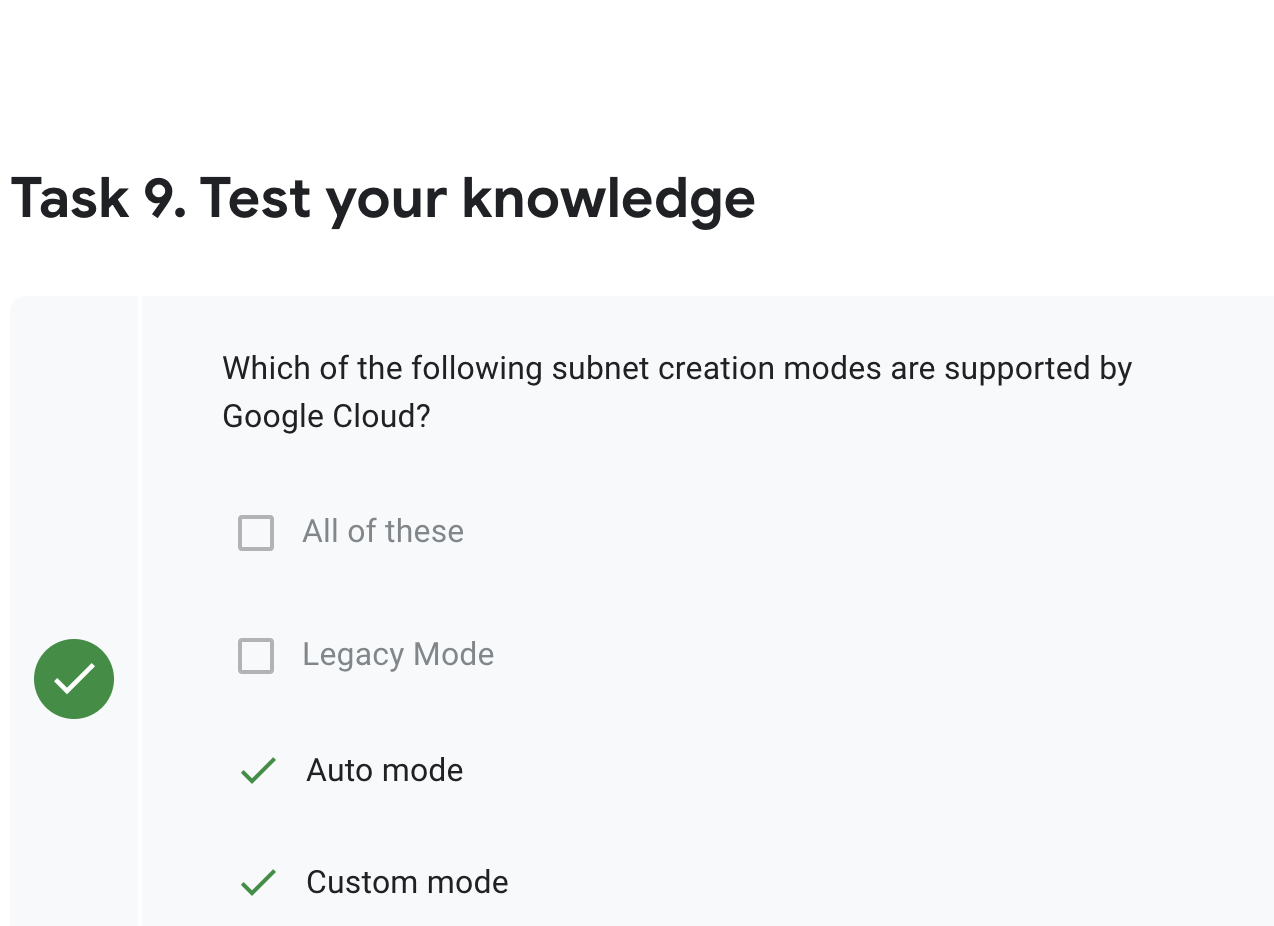 Task 9. Test your knowledge
Which of the following subnet creation modes are supported by
Google Cloud?
All of these
Legacy Mode
Auto mode
Custom mode